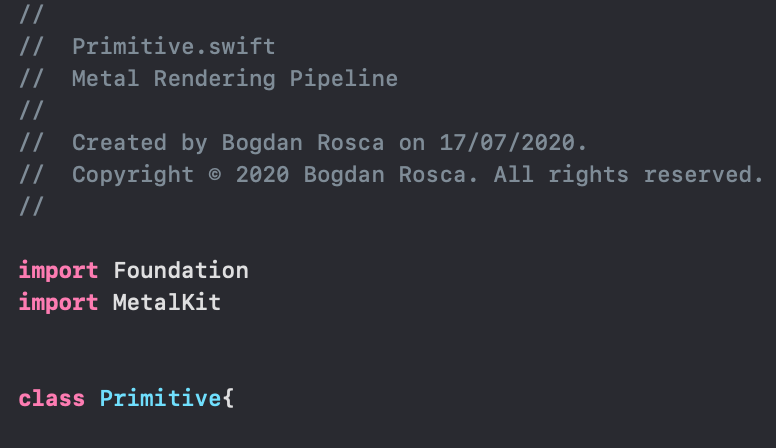 //
//  Primitive.swift
//  Metal Rendering Pipeline
//
//  Created by Bogdan Rosca on 17/07/2020.
//  Copyright © 2020 Bogdan Rosca. All rights reserved.
//
import Foundation
import MetalKit
class Primitive{